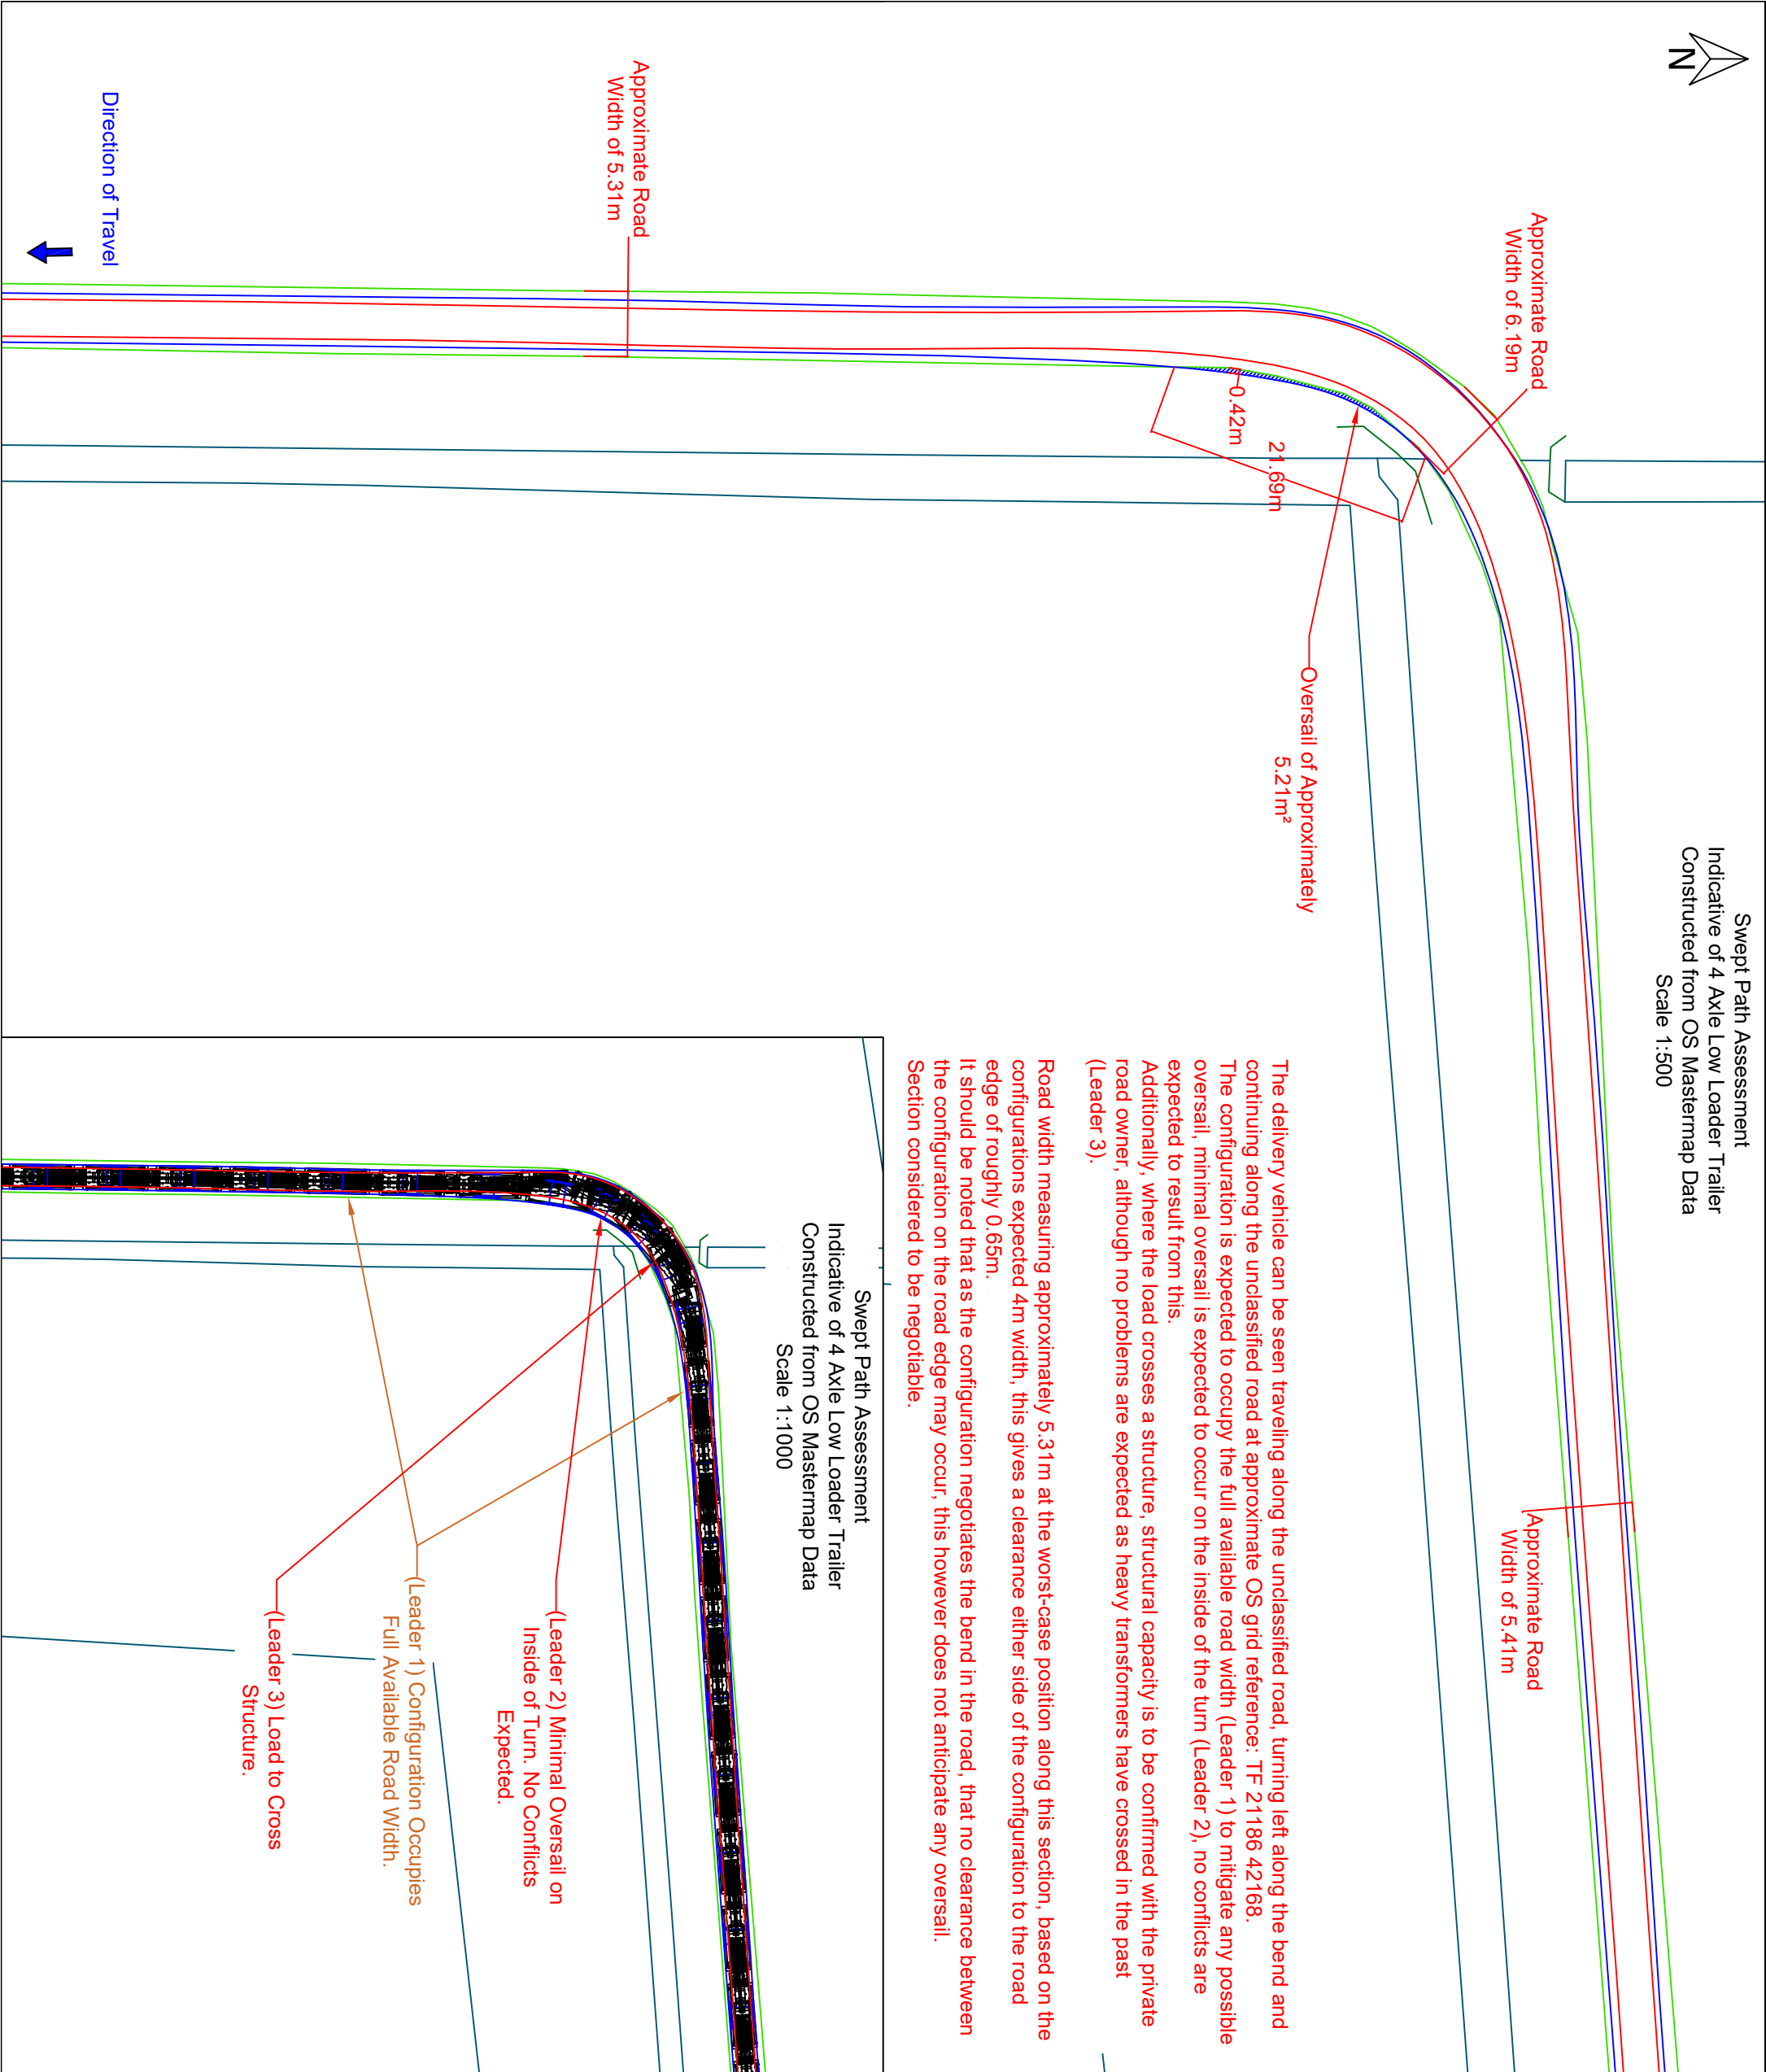 N
Swept Path Assessment
Indicative of 4 Axle Low Loader Trailer
Constructed from OS Mastermap Data
Scale 1:500
Approximate Road
Width of 6.19m
Approximate Road
Width of 5.41m
Oversail of Approximately
5.21m²
21.69m
0.42m
The delivery vehicle can be seen traveling along the unclassified road, turning left along the bend and
continuing along the unclassified road at approximate OS grid reference: TF 21186 42168.
The configuration is expected to occupy the full available road width (Leader 1) to mitigate any possible
oversail, minimal oversail is expected to occur on the inside of the turn (Leader 2), no conflicts are
expected to result from this.
Additionally, where the load crosses a structure, structural capacity is to be confirmed with the private
road owner, although no problems are expected as heavy transformers have crossed in the past
(Leader 3).
Road width measuring approximately 5.31m at the worst-case position along this section, based on the
configurations expected 4m width, this gives a clearance either side of the configuration to the road
edge of roughly 0.65m.
It should be noted that as the configuration negotiates the bend in the road, that no clearance between
the configuration on the road edge may occur, this however does not anticipate any oversail.
Section considered to be negotiable.
Approximate Road
Width of 5.31m
Direction of Travel
Swept Path Assessment
Indicative of 4 Axle Low Loader Trailer
Constructed from OS Mastermap Data
Scale 1:1000
(Leader 2) Minimal Oversail on
Inside of Turn. No Conflicts
Expected.
(Leader 1) Configuration Occupies
Full Available Road Width.
(Leader 3) Load to Cross
Structure.